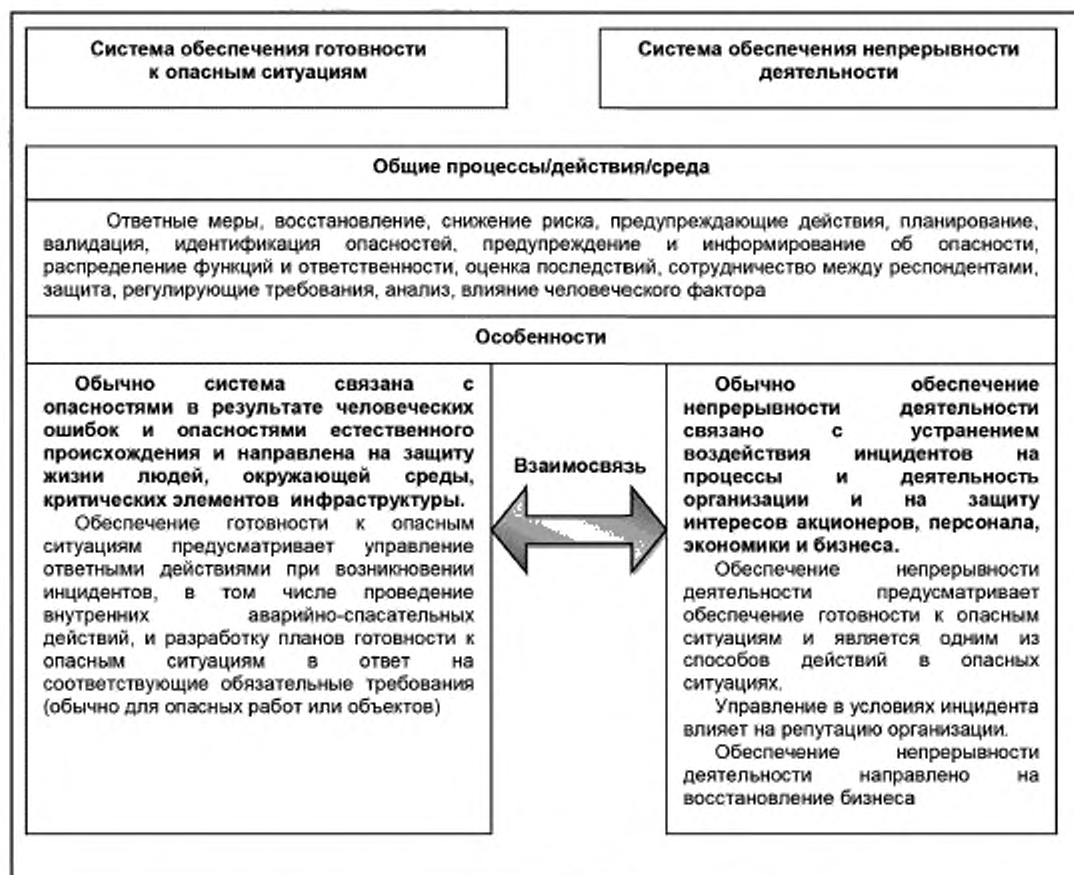 Система обеспечения готовности
к опасным ситуациям
Система обеспечения непрерывности
деятельности
Общие процессы/действия/среда
Ответные меры, восстановление, снижение риска, предупреждающие действия, планирование,
валидация, идентификация опасностей, предупреждение и информирование об опасности,
распределение функций и ответственности, оценка последствий, сотрудничество между респондентами,
защита, регулирующие требования, анализ, влияние человеческого фактора
Особенности
Обычно система связана с
опасностями в результате человеческих
ошибок и опасностями естественного
происхождения и направлена на защиту
жизни людей, окружающей среды,
критических элементов инфраструктуры.
Обеспечение готовности к опасным
ситуациям предусматривает управление
ответными действиями при возникновении
инцидентов, в том числе проведение
внутренних аварийно-спасательных
действий, и разработку планов готовности к
опасным ситуациям в ответ на
соответствующие обязательные требования
(обычно для опасных работ или объектов)
Взаимосвязь
Обычно обеспечение
непрерывности деятельности
связано с устранением
воздействия инцидентов на
процессы и деятельность
организации и на защиту
интересов акционеров, персонала,
экономики и бизнеса.
Обеспечение непрерывности
деятельности предусматривает
обеспечение готовности к опасным
ситуациям и является одним из
способов действий в опасных
ситуациях.
Управление в условиях инцидента
влияет на репутацию организации.
Обеспечение непрерывности
деятельности направлено на
восстановление бизнеса